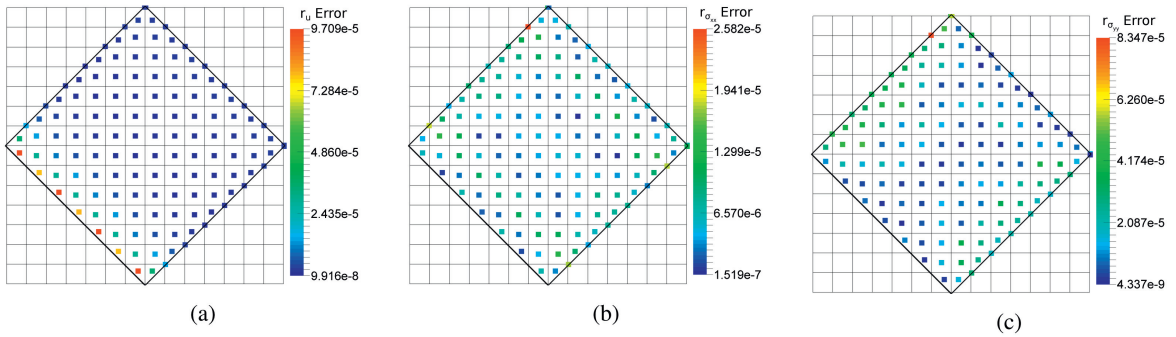 r_u Error
9.709e-5
7.284e-5
4.860e-5
2.435e-5
9.916e-8
(a)
r_σxx Error
2.582e-5
1.941e-5
1.299e-5
6.570e-6
1.519e-7
(b)
r_σyy Error
8.347e-5
6.260e-5
4.174e-5
2.087e-5
4.337e-9
(c)